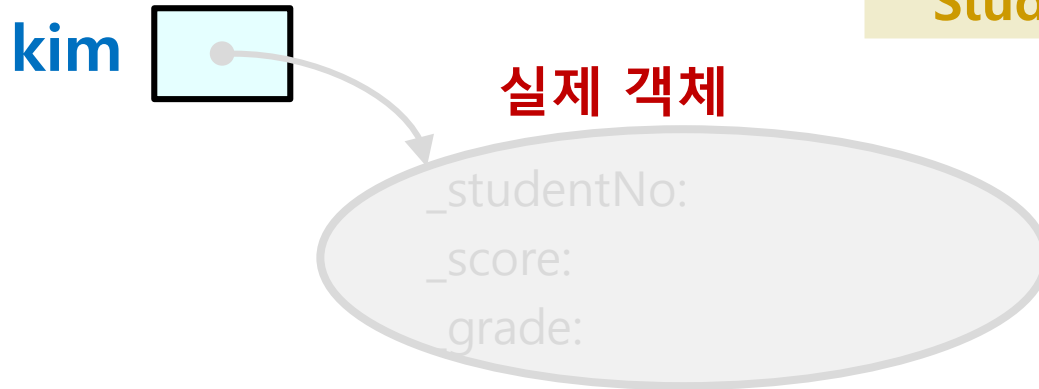 kim
실제 객체
_studentNo:
_score:
_grade: